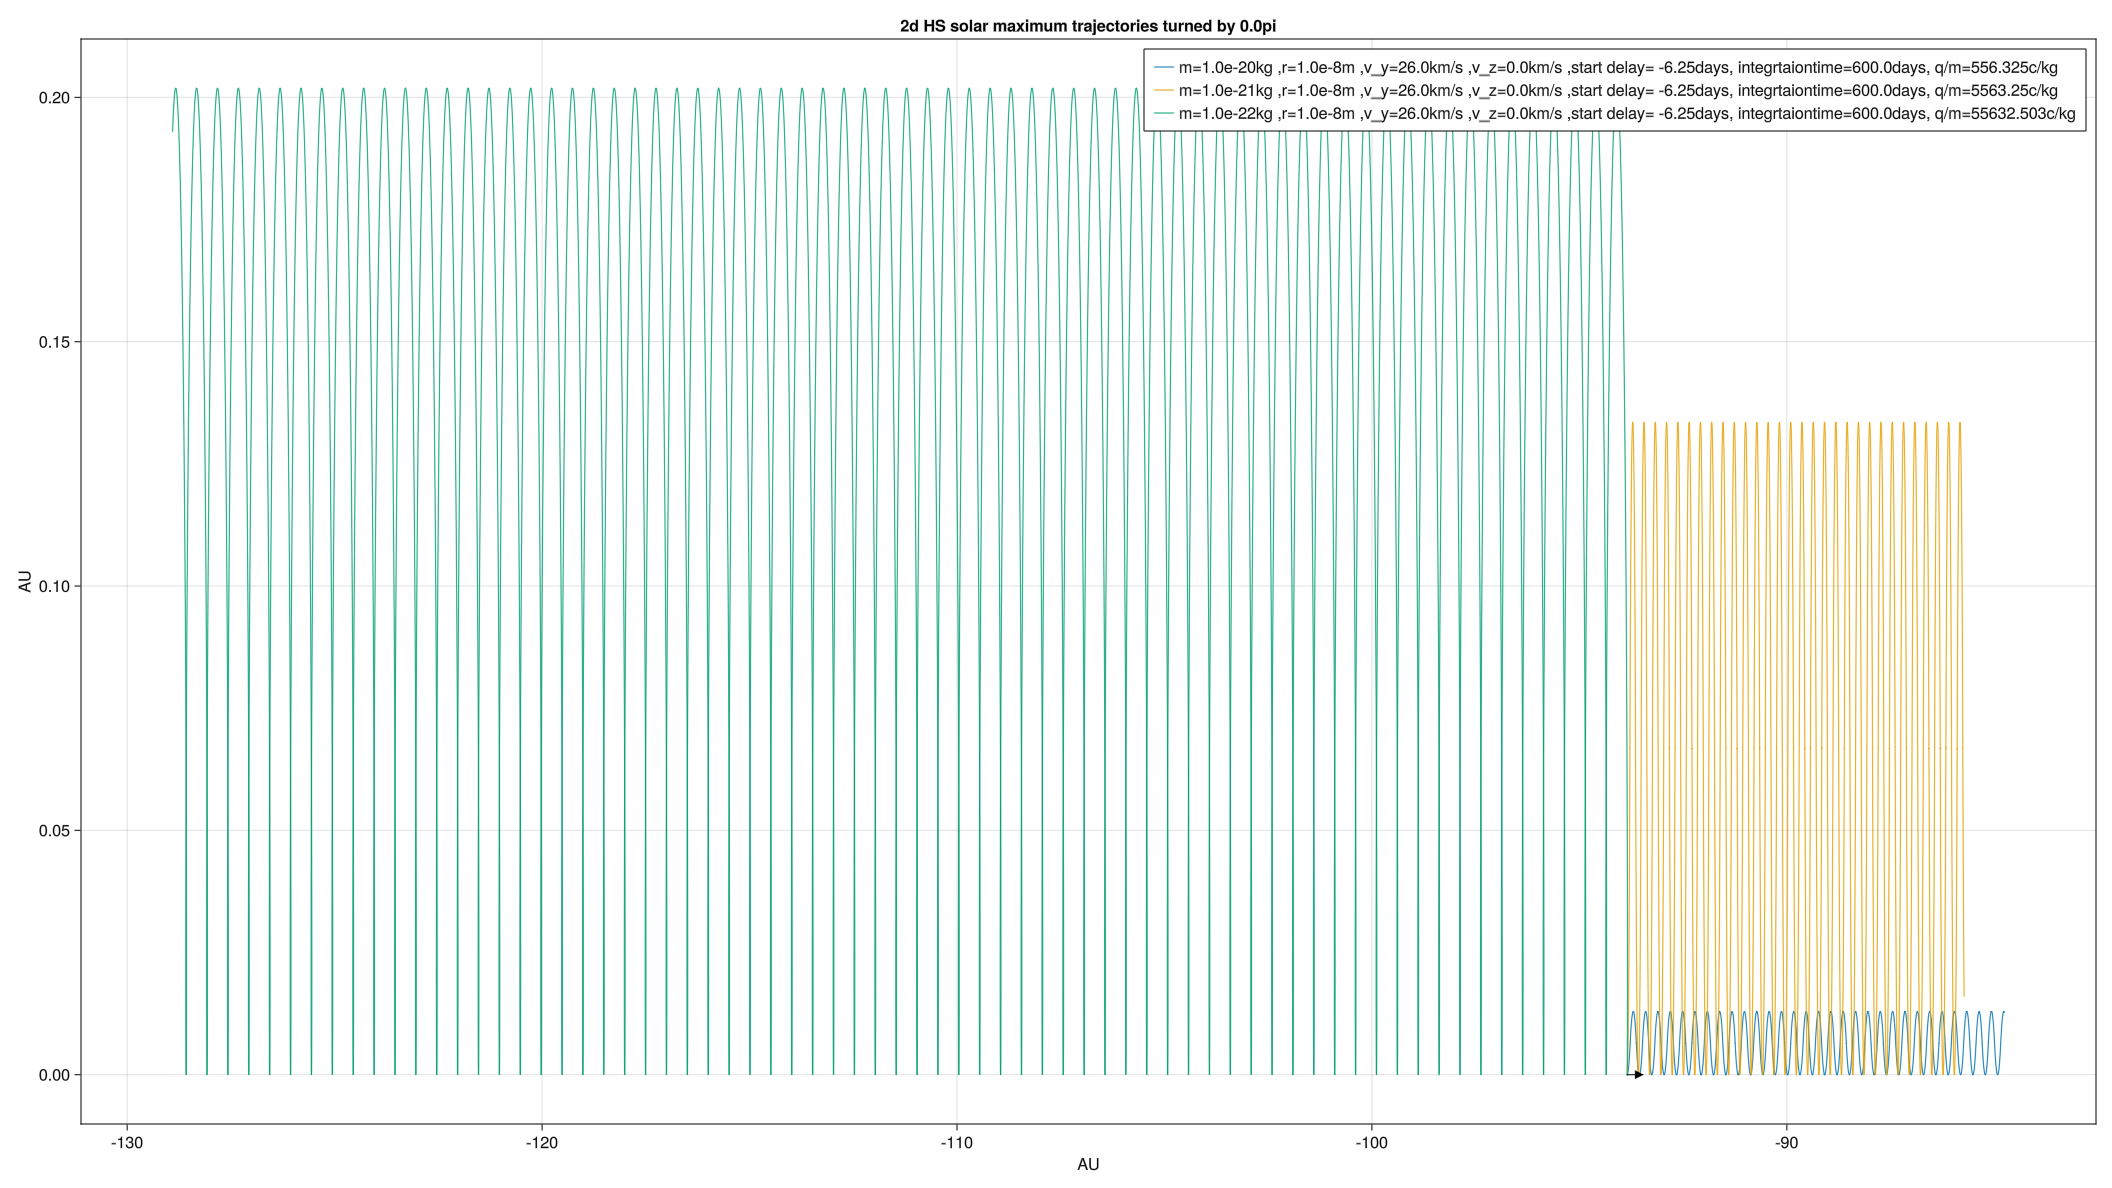 2d HS solar maximum trajectories turned by 0.0pi
m=1.0e-20kg ,r=1.0e-8m ,v_y=26.0km/s ,v_z=0.0km/s ,start delay= -6.25days, integrtaiontime=600.0days, q/m=556.325c/kg
m=1.0e-21kg ,r=1.0e-8m ,v_y=26.0km/s ,v_z=0.0km/s ,start delay= -6.25days, integrtaiontime=600.0days, q/m=5563.25c/kg
m=1.0e-22kg ,r=1.0e-8m ,v_y=26.0km/s ,v_z=0.0km/s ,start delay= -6.25days, integrtaiontime=600.0days, q/m=55632.503c/kg
0.20
0.15
0.10
0.05
0.00
AU
-130
-120
-110
-100
-90
AU